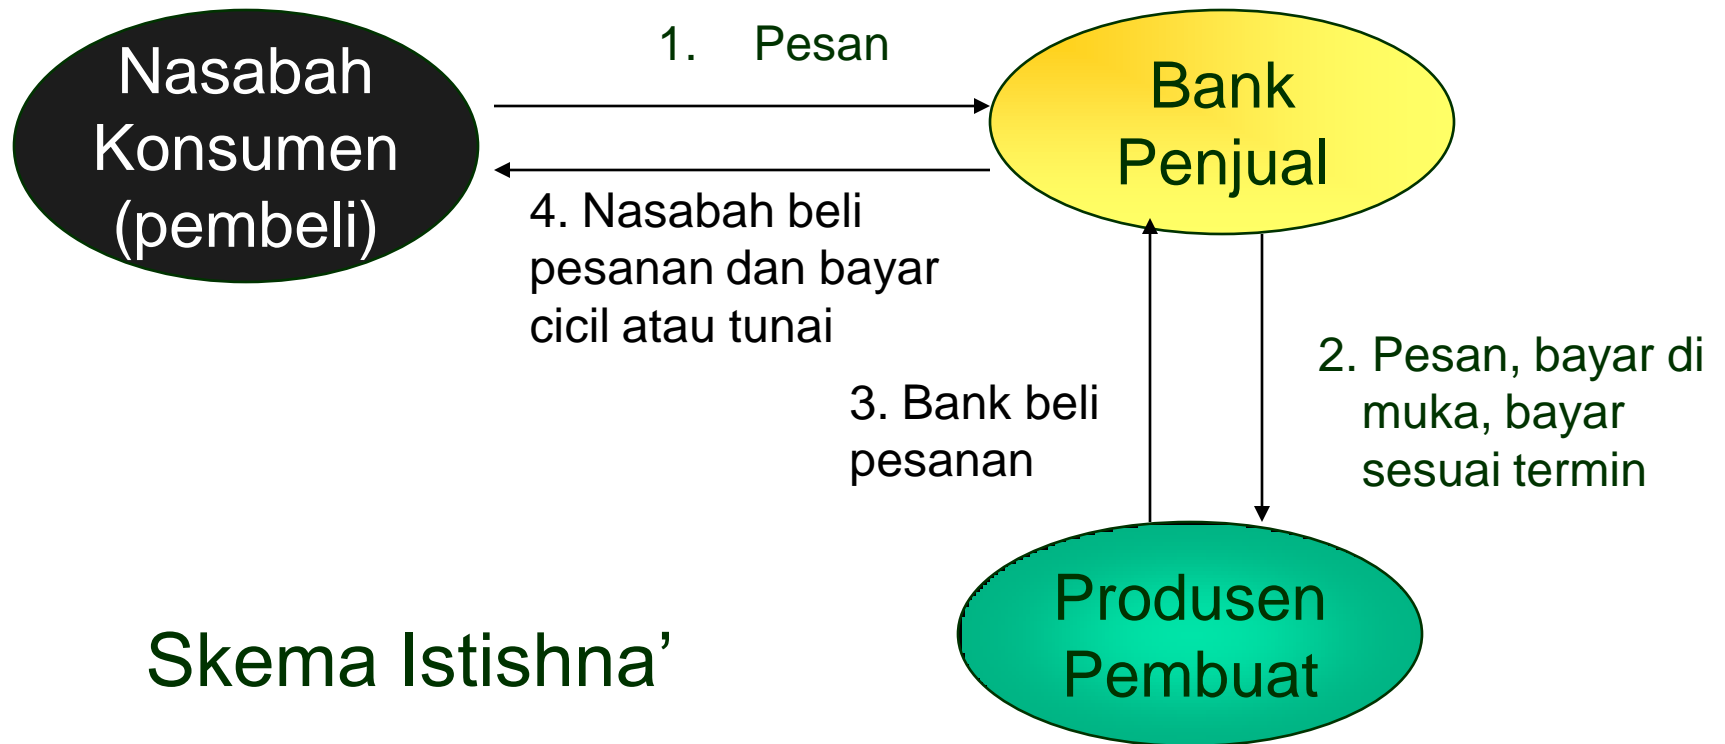 Nasabah
Konsumen
(pembeli)
1. Pesan
Bank
Penjual
4. Nasabah beli
pesanan dan bayar
cicil atau tunai
2. Pesan, bayar di
muka, bayar
sesuai termin
3. Bank beli
pesanan
Produsen
Pembuat
Skema Istishna’